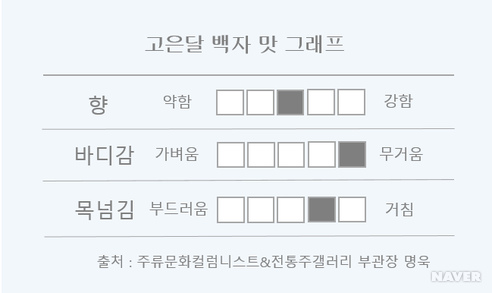 고운달 백자 맛 그래프
향 약함 강함
바디감 가벼움 무거움
목넘김 부드러움 거침
출처 : 주류문화컬럼니스트&전통주갤러리 부관장 명욱
NAVER